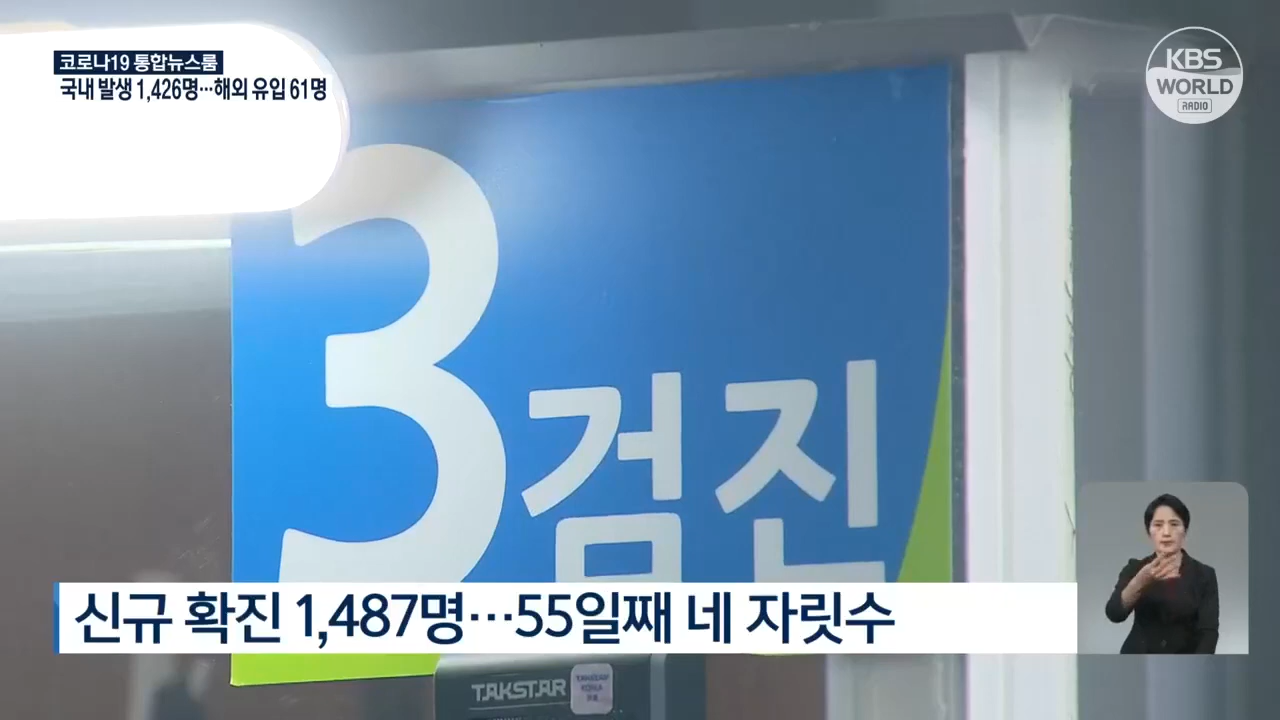 코로나19 통합뉴스룸
국내 발생 1,426명…해외 유입 61명
KBS
WORLD
RADIO
3 검진
신규 확진 1,487명…55일째 네 자릿수
TAKSTAR